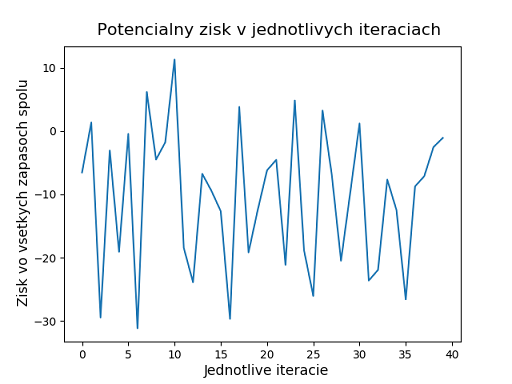 Potencialny zisk v jednotlivych iteraciach
Zisk vo vsetkych zapasoch spolu
10
0
−10
−20
−30
0 5 10 15 20 25 30 35 40
Jednotlive iteracie